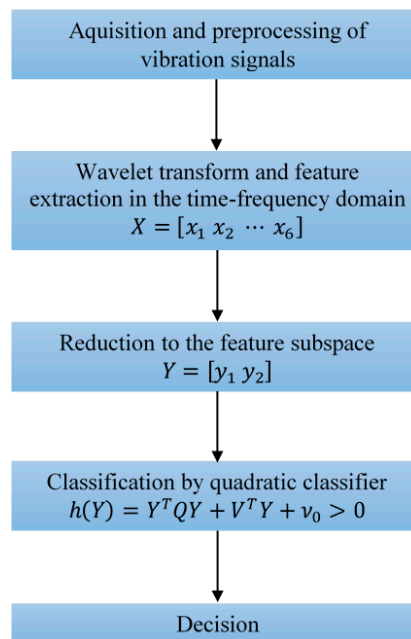 Aquisition and preprocessing of
vibration signals
Wavelet transform and feature
extraction in the time-frequency domain
X = [x₁ x₂ ⋯ x₆]
Reduction to the feature subspace
Y = [y₁ y₂]
Classification by quadratic classifier
h(Y) = YᵀQY + VᵀY + ν₀ > 0
Decision